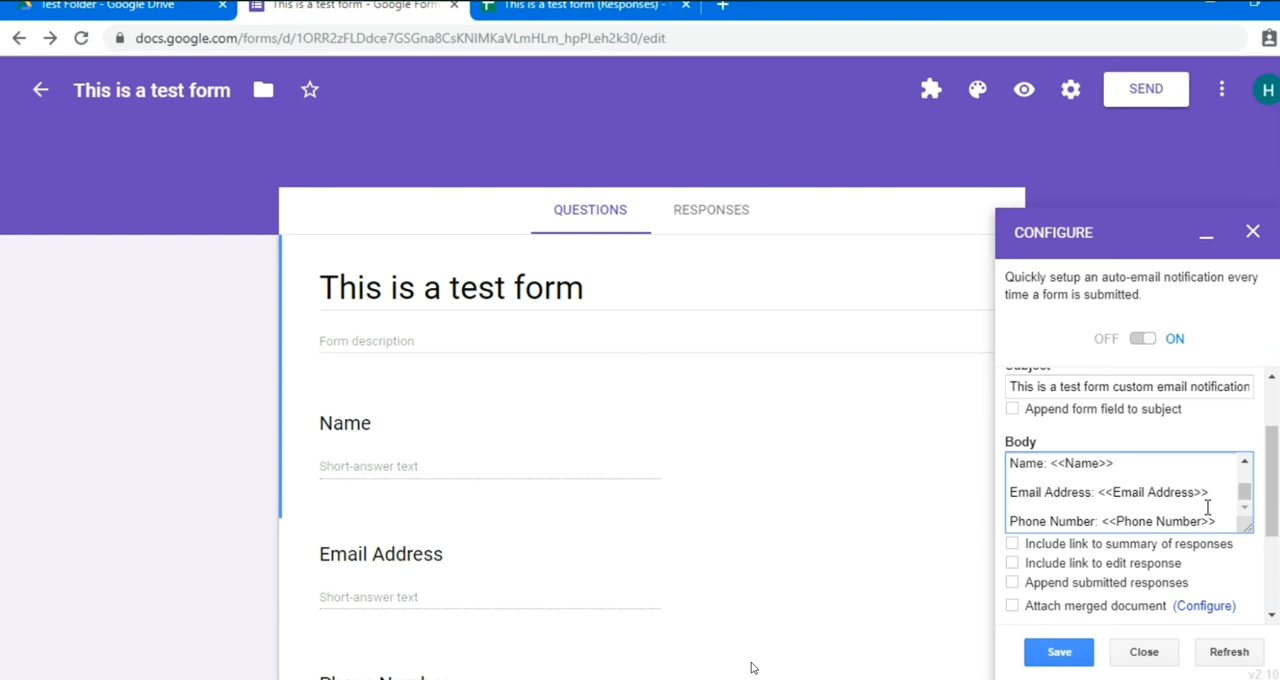 Test Folder - Google Drive
This is a test form - Google Form
This is a test form (Responses) -
docs.google.com/forms/d/1ORR2zFLDdce7GSGna8CsKNIMKaVLmHLm_hpPLeh2k30/edit
This is a test form
SEND
H
QUESTIONS
RESPONSES
This is a test form
Form description
Name
Short-answer text
Email Address
Short-answer text
Phone Number
CONFIGURE
Quickly setup an auto-email notification every
time a form is submitted.
OFF
ON
Subject
This is a test form custom email notification
Append form field to subject
Body
Name: <<Name>>
Email Address: <<Email Address>>
Phone Number: <<Phone Number>>
Include link to summary of responses
Include link to edit response
Append submitted responses
Attach merged document (Configure)
Save
Close
Refresh
v2.10